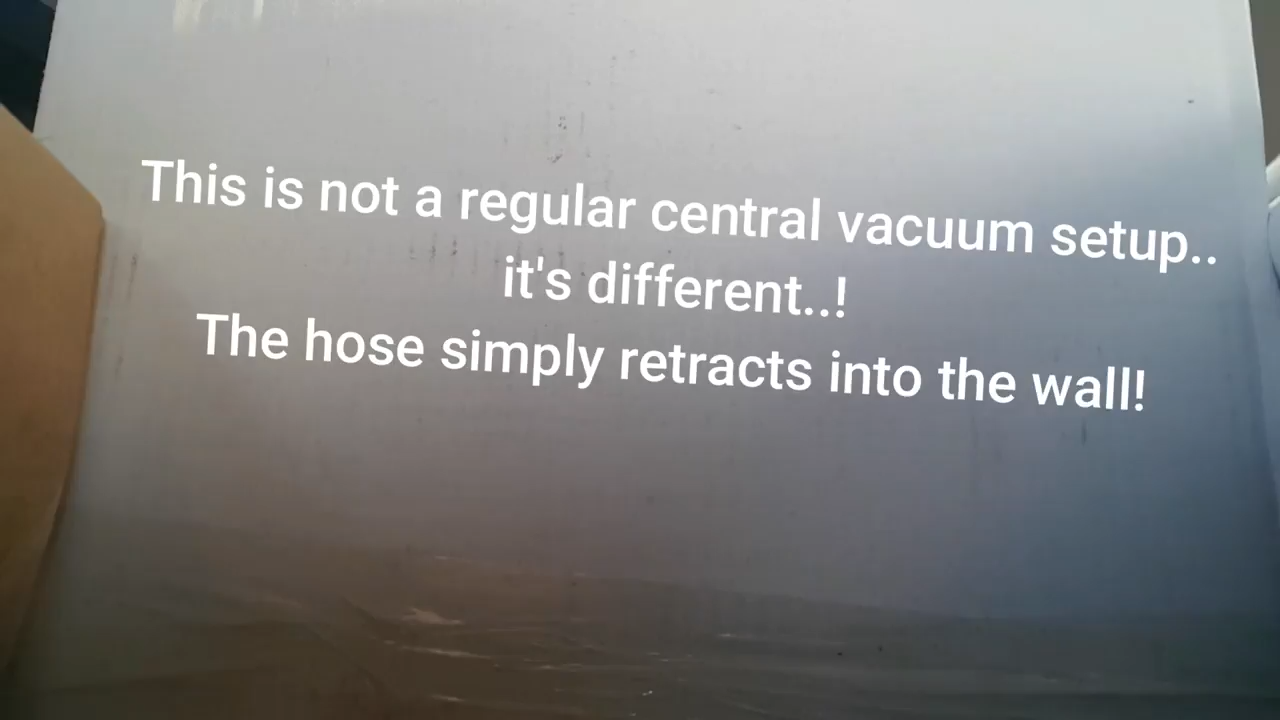 This is not a regular central vacuum setup..
it's different..!
The hose simply retracts into the wall!